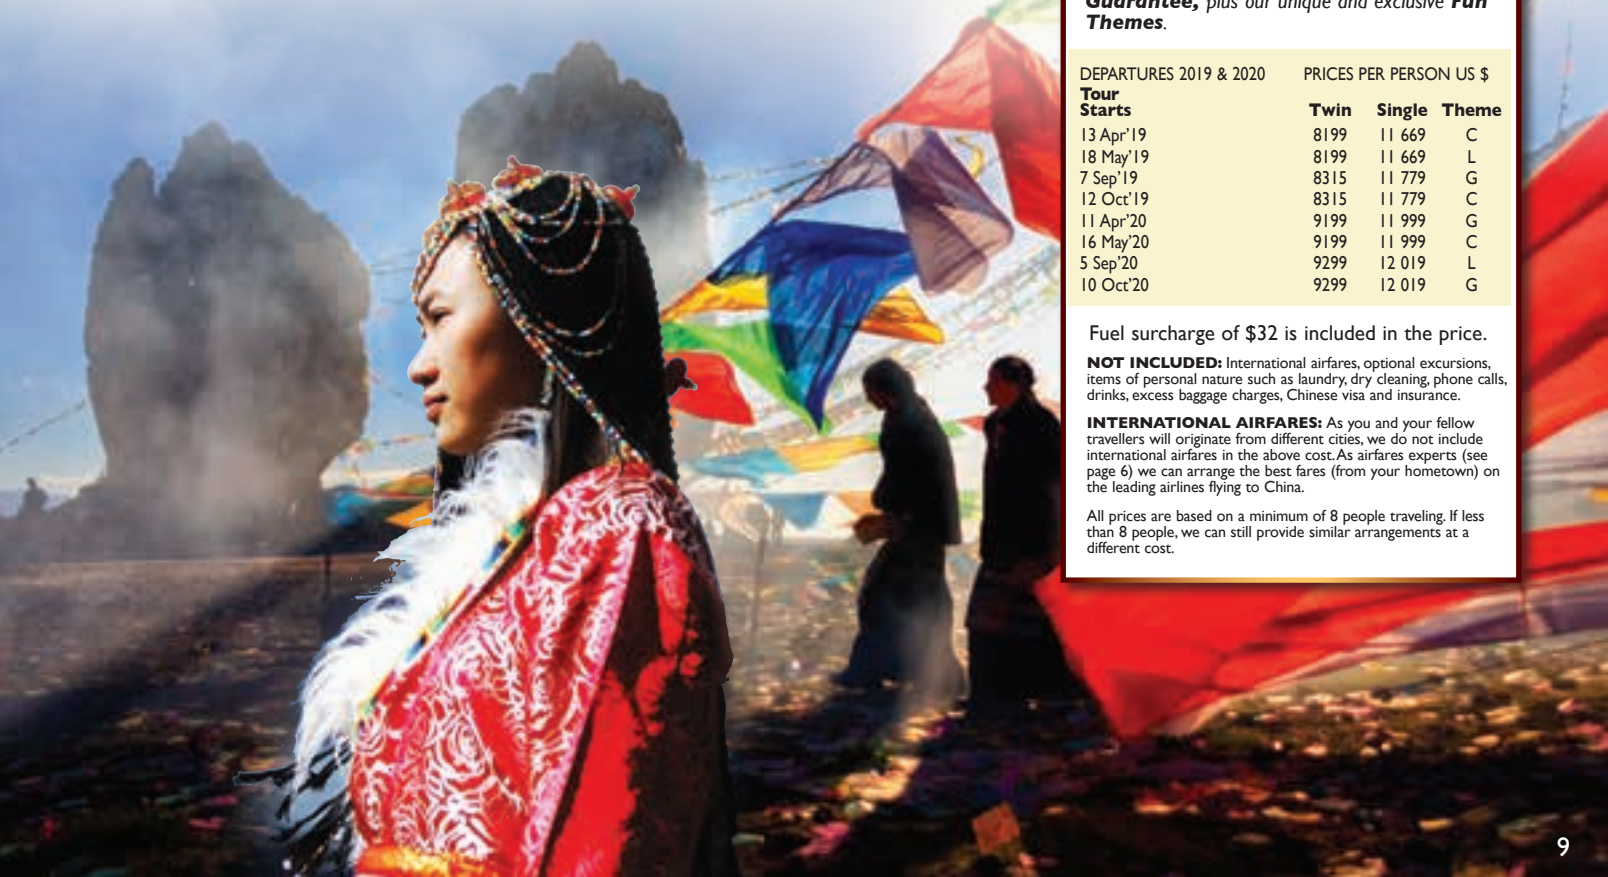 Guarantee, plus our unique and exclusive Fun
Themes.
DEPARTURES 2019 & 2020 PRICES PER PERSON US $
Tour
Starts Twin Single Theme
13 Apr’19 8199 11 669 C
18 May’19 8199 11 669 L
7 Sep’19 8315 11 779 G
12 Oct’19 8315 11 779 C
11 Apr’20 9199 11 999 G
16 May’20 9199 11 999 C
5 Sep’20 9299 12 019 L
10 Oct’20 9299 12 019 G
Fuel surcharge of $32 is included in the price.
NOT INCLUDED: International airfares, optional excursions,
items of personal nature such as laundry, dry cleaning, phone calls,
drinks, excess baggage charges, Chinese visa and insurance.
INTERNATIONAL AIRFARES: As you and your fellow
travellers will originate from different cities, we do not include
international airfares in the above cost. As airfares experts (see
page 6) we can arrange the best fares (from your hometown) on
the leading airlines flying to China.
All prices are based on a minimum of 8 people traveling. If less
than 8 people, we can still provide similar arrangements at a
different cost.
9